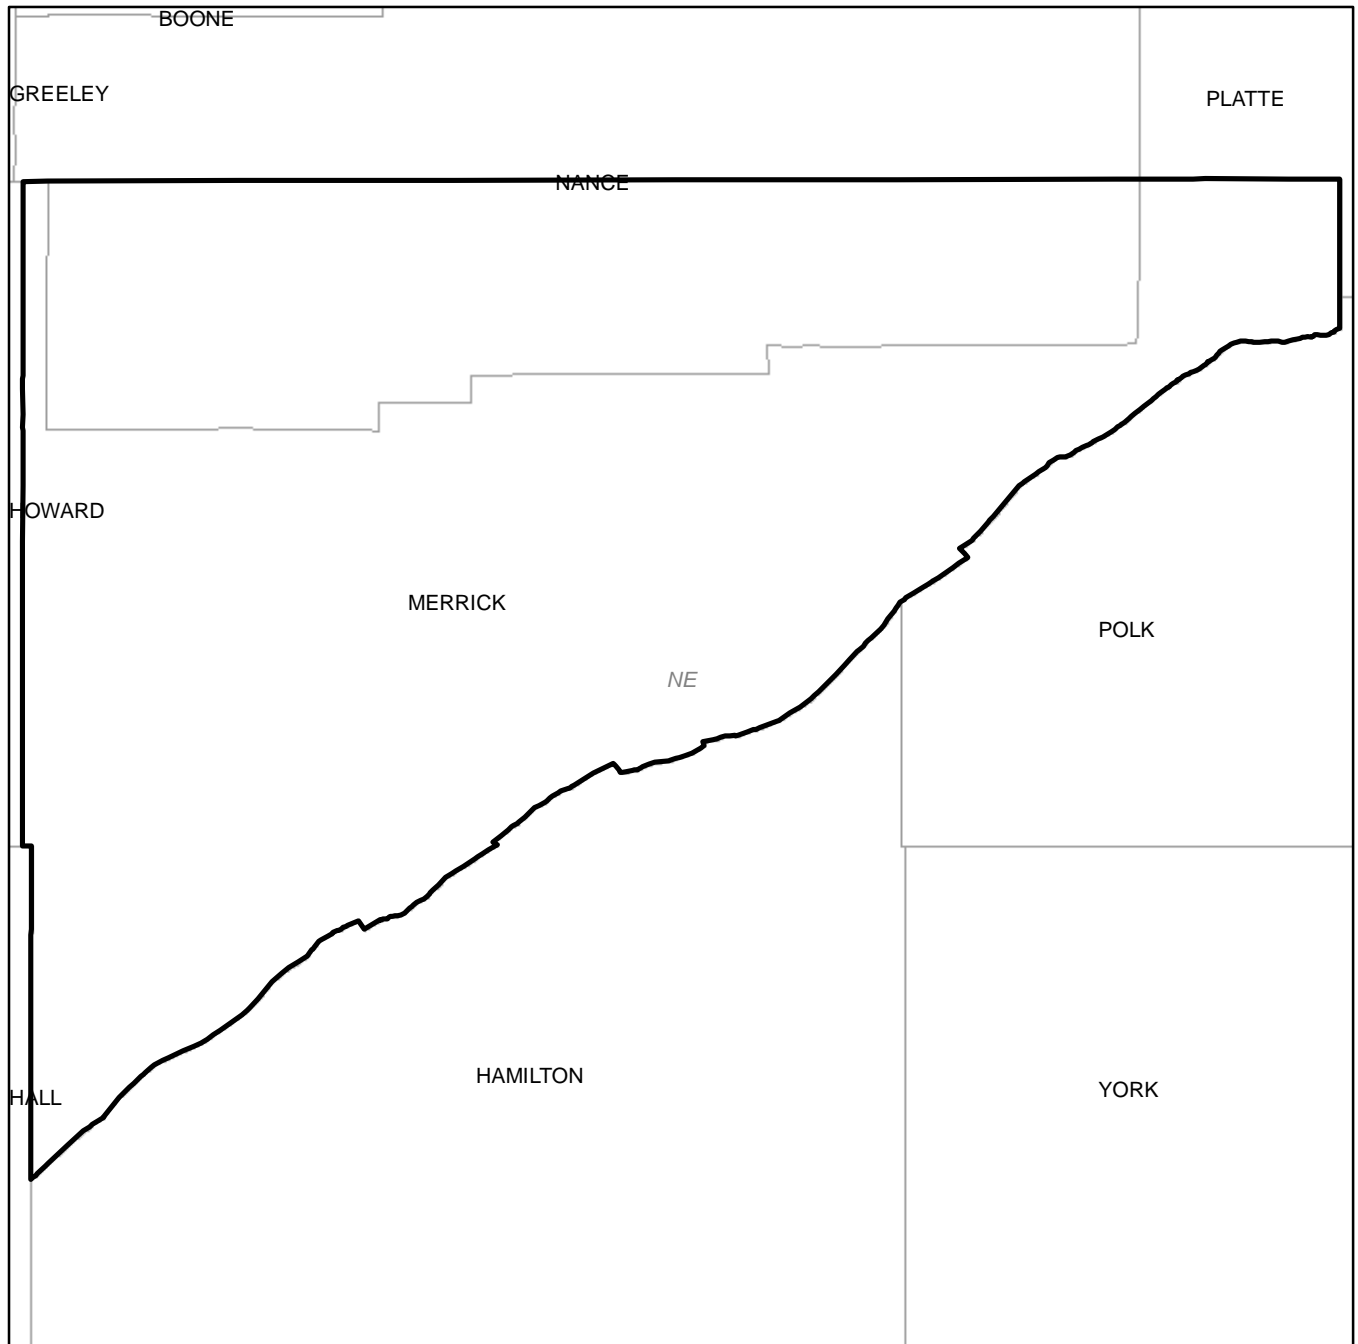 BOONE
GREELEY
PLATTE
NANCE
HOWARD
MERRICK
POLK
NE
HAMILTON
YORK
HALL